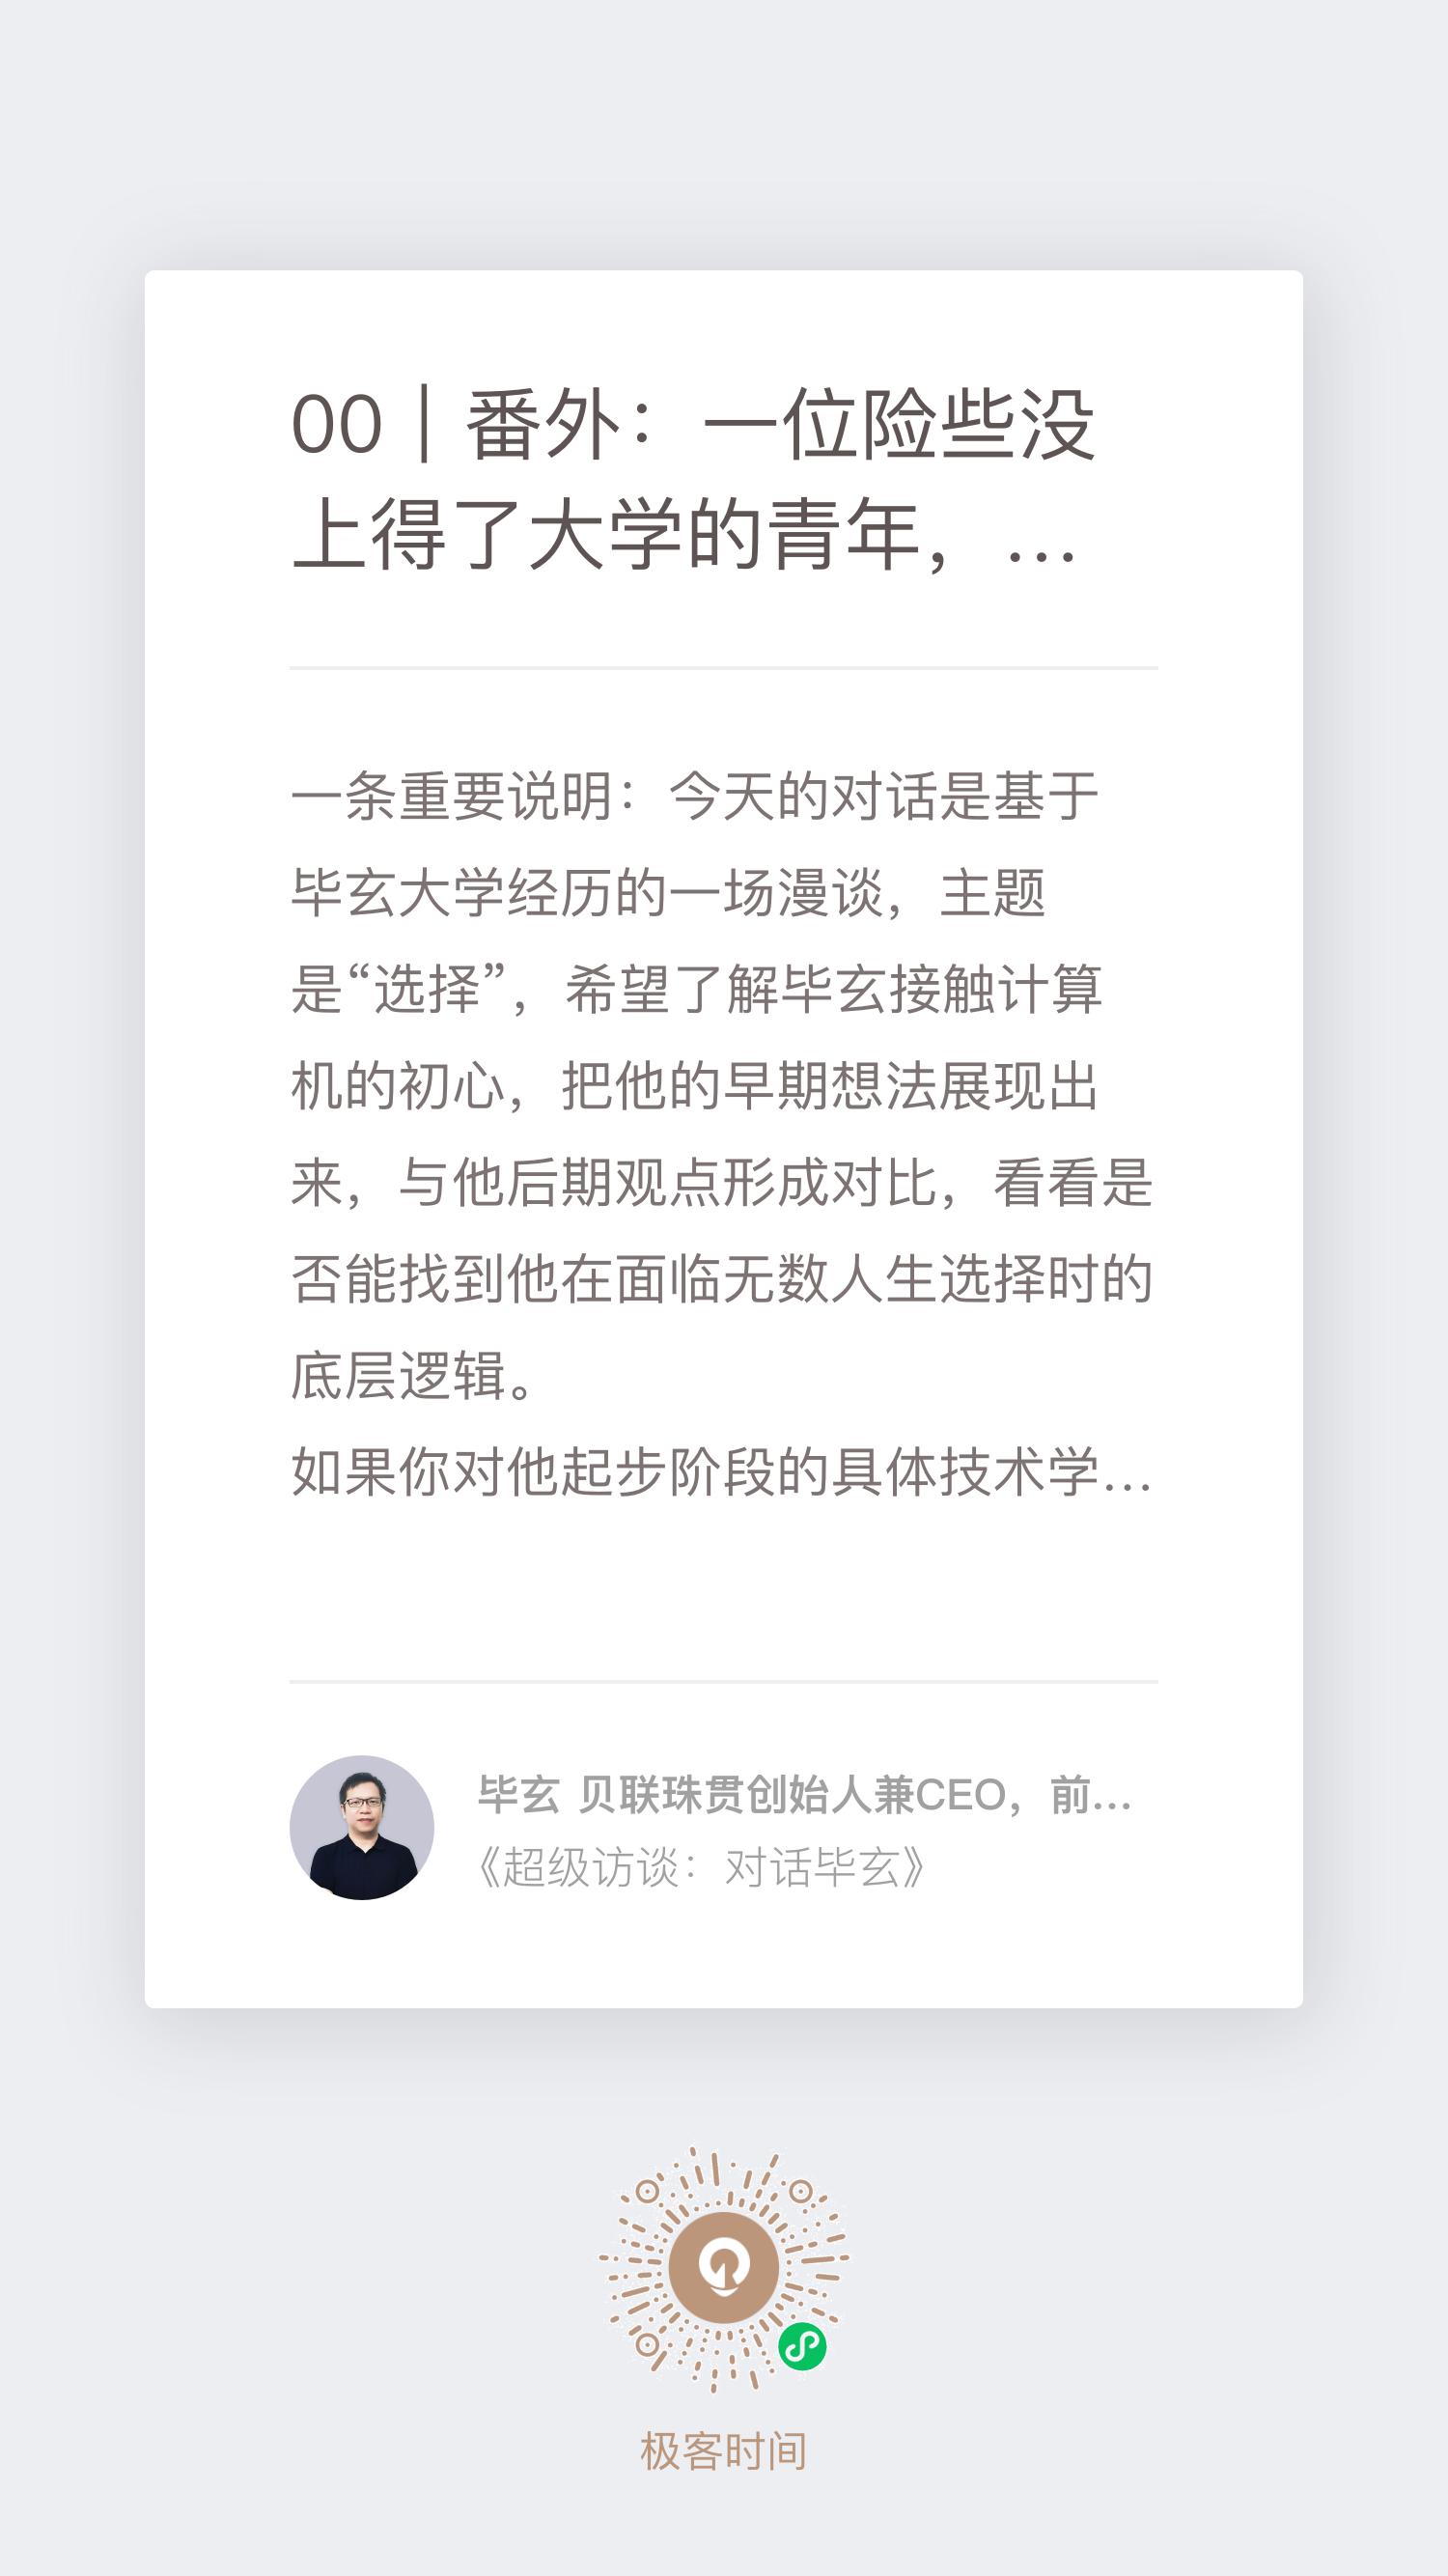 00｜番外：一位险些没
上得了大学的青年，…
一条重要说明：今天的对话是基于
毕玄大学经历的一场漫谈，主题
是“选择”，希望了解毕玄接触计算
机的初心，把他的早期想法展现出
来，与他后期观点形成对比，看看是
否能找到他在面临无数人生选择时的
底层逻辑。
如果你对他起步阶段的具体技术学…
毕玄 贝联珠贯创始人兼CEO，前…
《超级访谈：对话毕玄》
极客时间